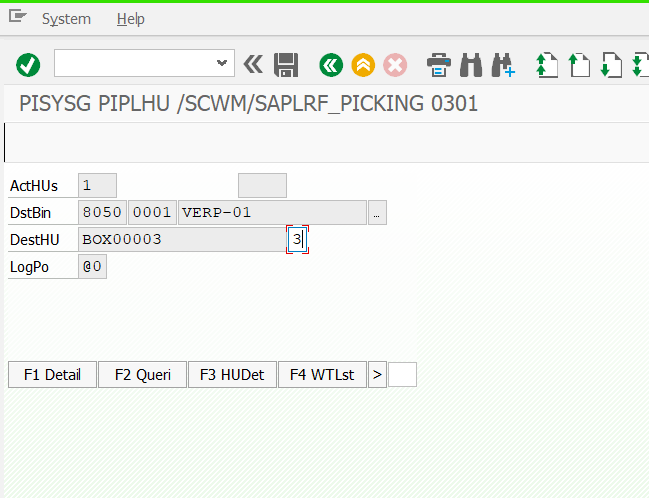 System Help
PISYSG PIPLHU /SCWM/SAPLRF_PICKING 0301
ActHUs 1
DstBin 8050 0001 VERP-01 …
DestHU BOX00003 3
LogPo @0
F1 Detail F2 Queri F3 HUDet F4 WTLst >